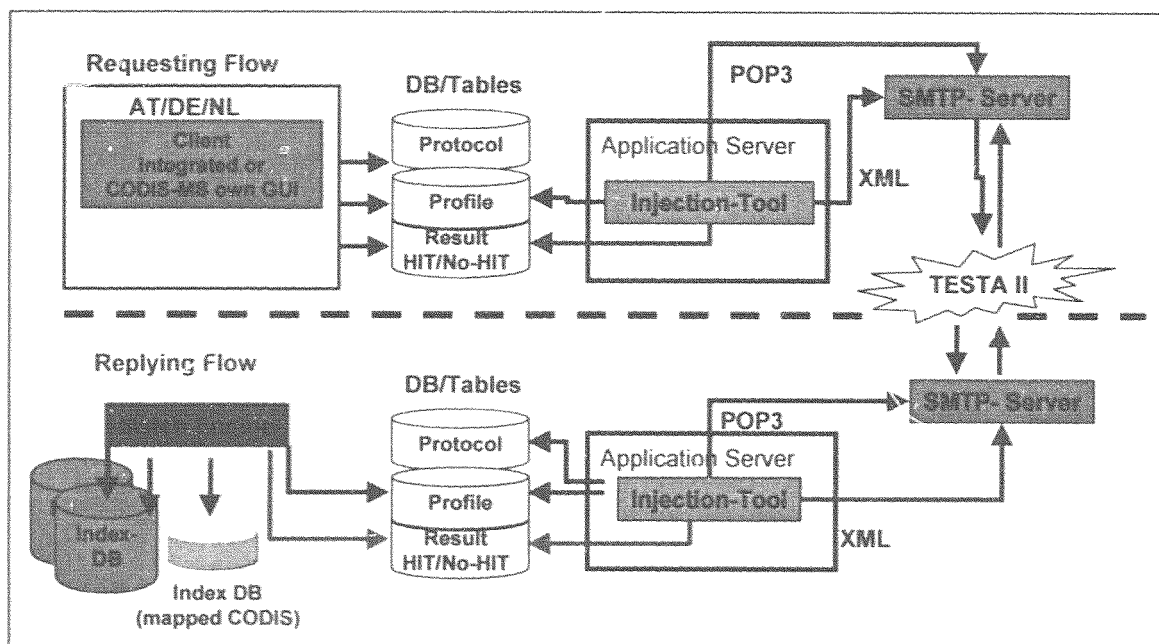 Requesting Flow
AT/DE/NL
Client
integrated or
CODIS-MS own GUI
DB/Tables
Protocol
Profile
Result
HIT/No-HIT
POP3
Application Server
Injection-Tool
XML
SMTP- Server
TESTA II
Replying Flow
Index-
DB
Index DB
(mapped CODIS)
DB/Tables
Protocol
Profile
Result
HIT/No-HIT
POP3
Application Server
Injection-Tool
XML
SMTP- Server